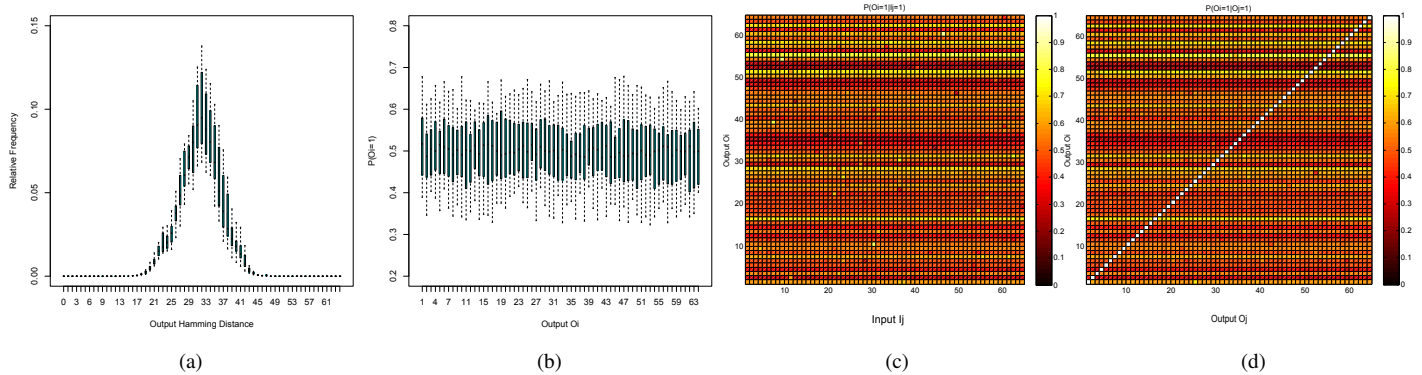 0.15
0.10
0.05
0.00
Relative Frequency
0 3 6 9 13 17 21 25 29 33 37 41 45 49 53 57 61
Output Hamming Distance
(a)
0.8
0.7
0.6
0.5
0.4
0.3
0.2
P(Oi=1)
1 4 7 11 15 19 23 27 31 35 39 43 47 51 55 59 63
Output Oi
(b)
P(Oi=1|Ij=1)
60
50
40
30
20
10
Output Oi
10 20 30 40 50 60
Input Ij
1
0.9
0.8
0.7
0.6
0.5
0.4
0.3
0.2
0.1
0
(c)
P(Oi=1|Oj=1)
60
50
40
30
20
10
Output Oi
10 20 30 40 50 60
Output Oj
1
0.9
0.8
0.7
0.6
0.5
0.4
0.3
0.2
0.1
0
(d)